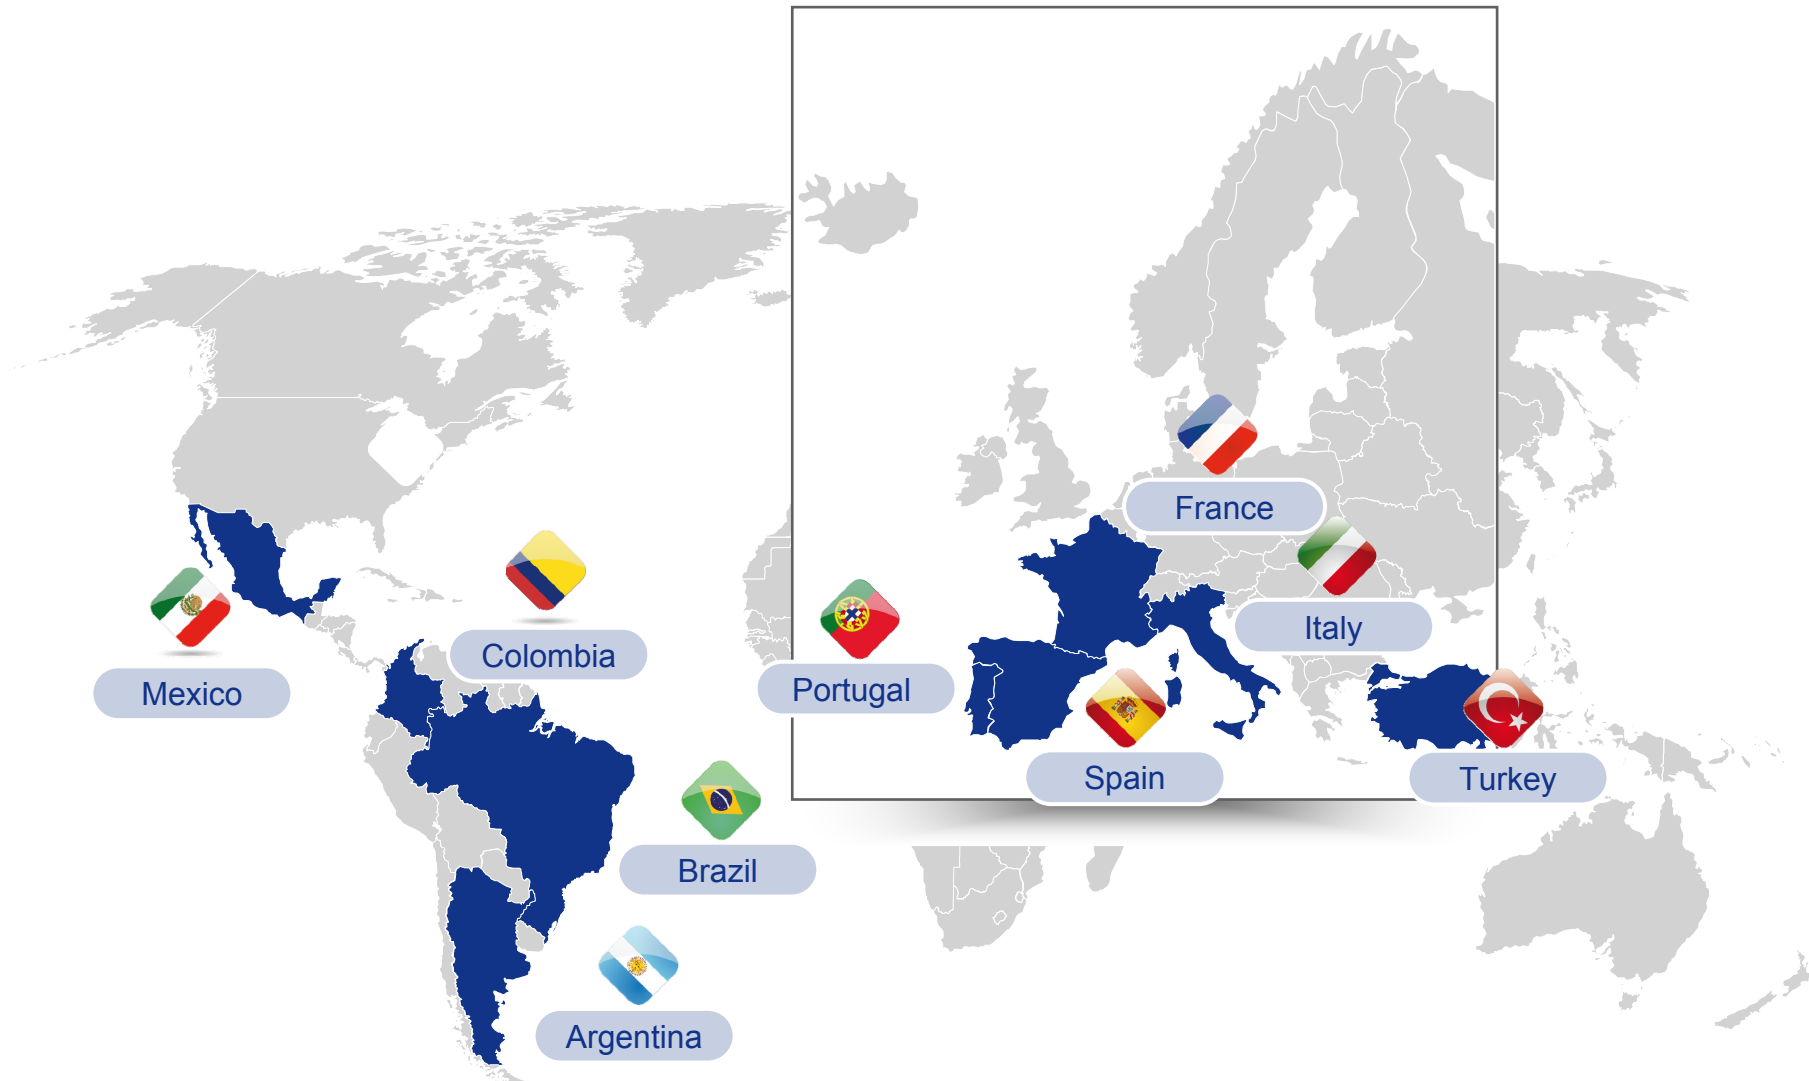 France
Italy
Colombia
Mexico
Portugal
Spain
Turkey
Brazil
Argentina